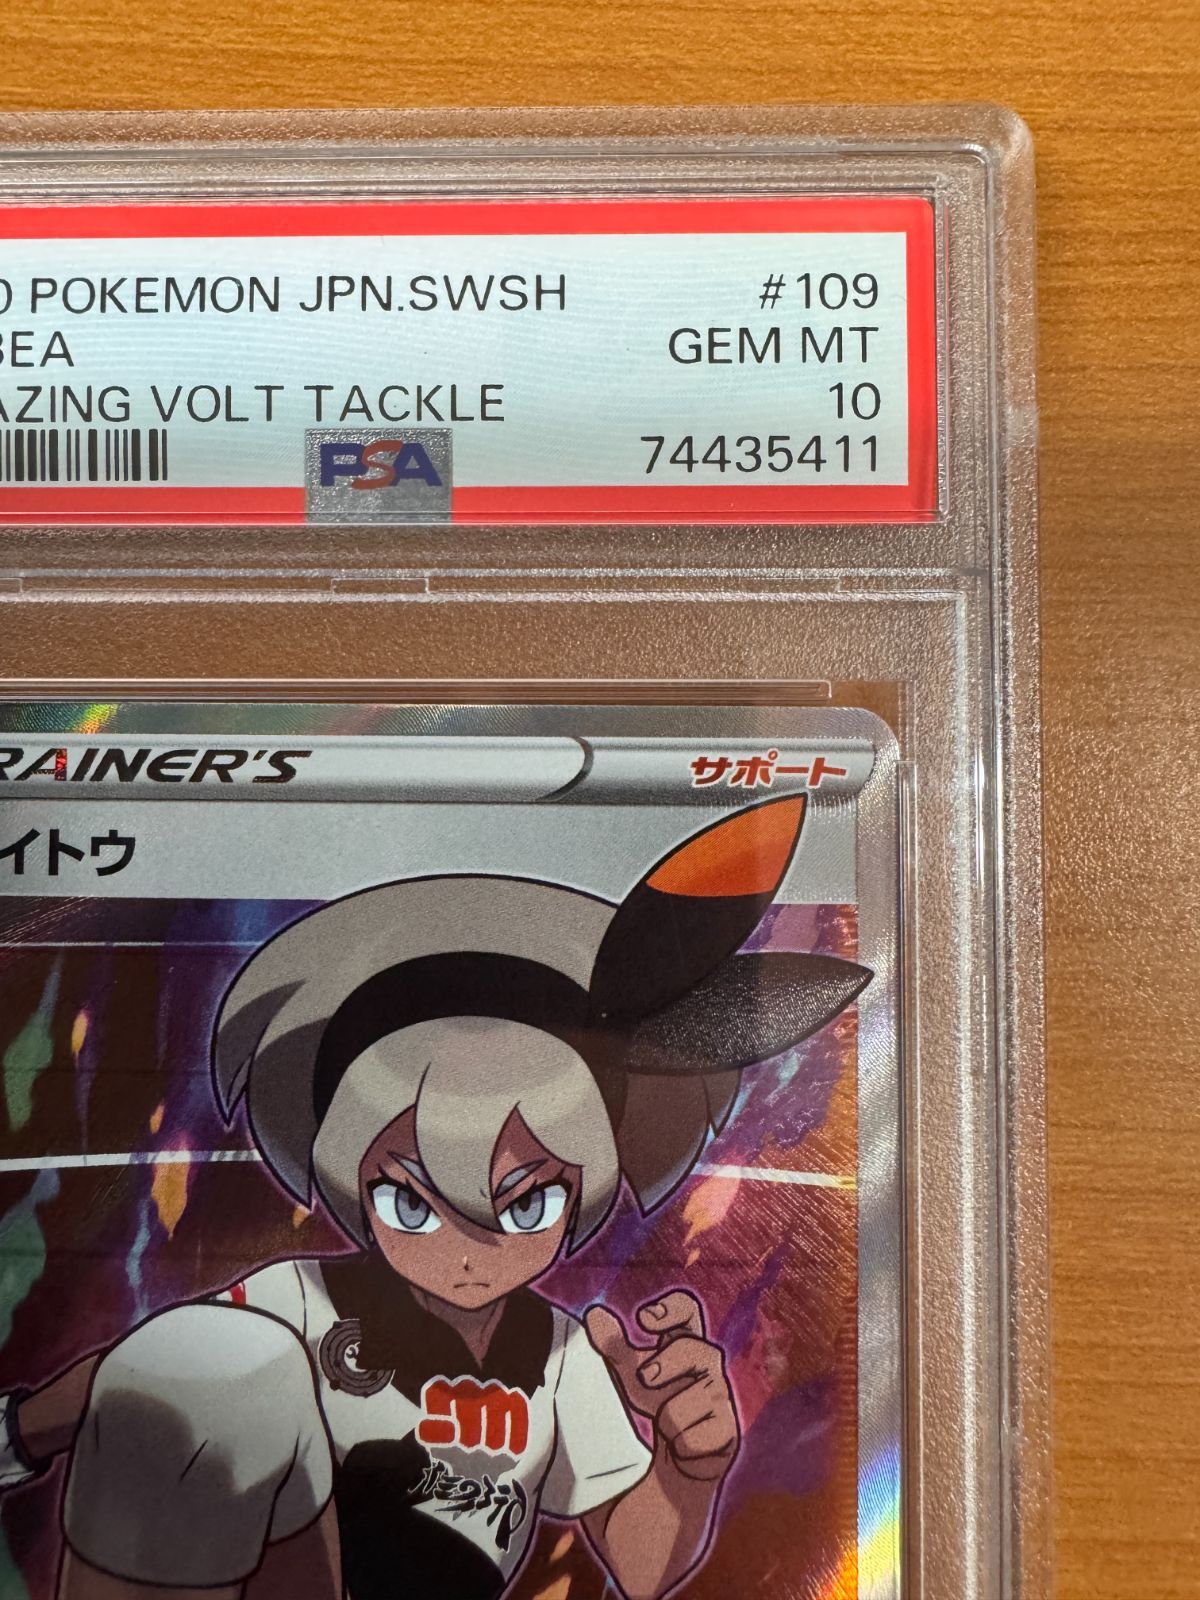 0 POKEMON JPN.SWSH #109
BEA GEM MT
AZING VOLT TACKLE 10
PSA 74435411
RAINER'S サポート
イトウ